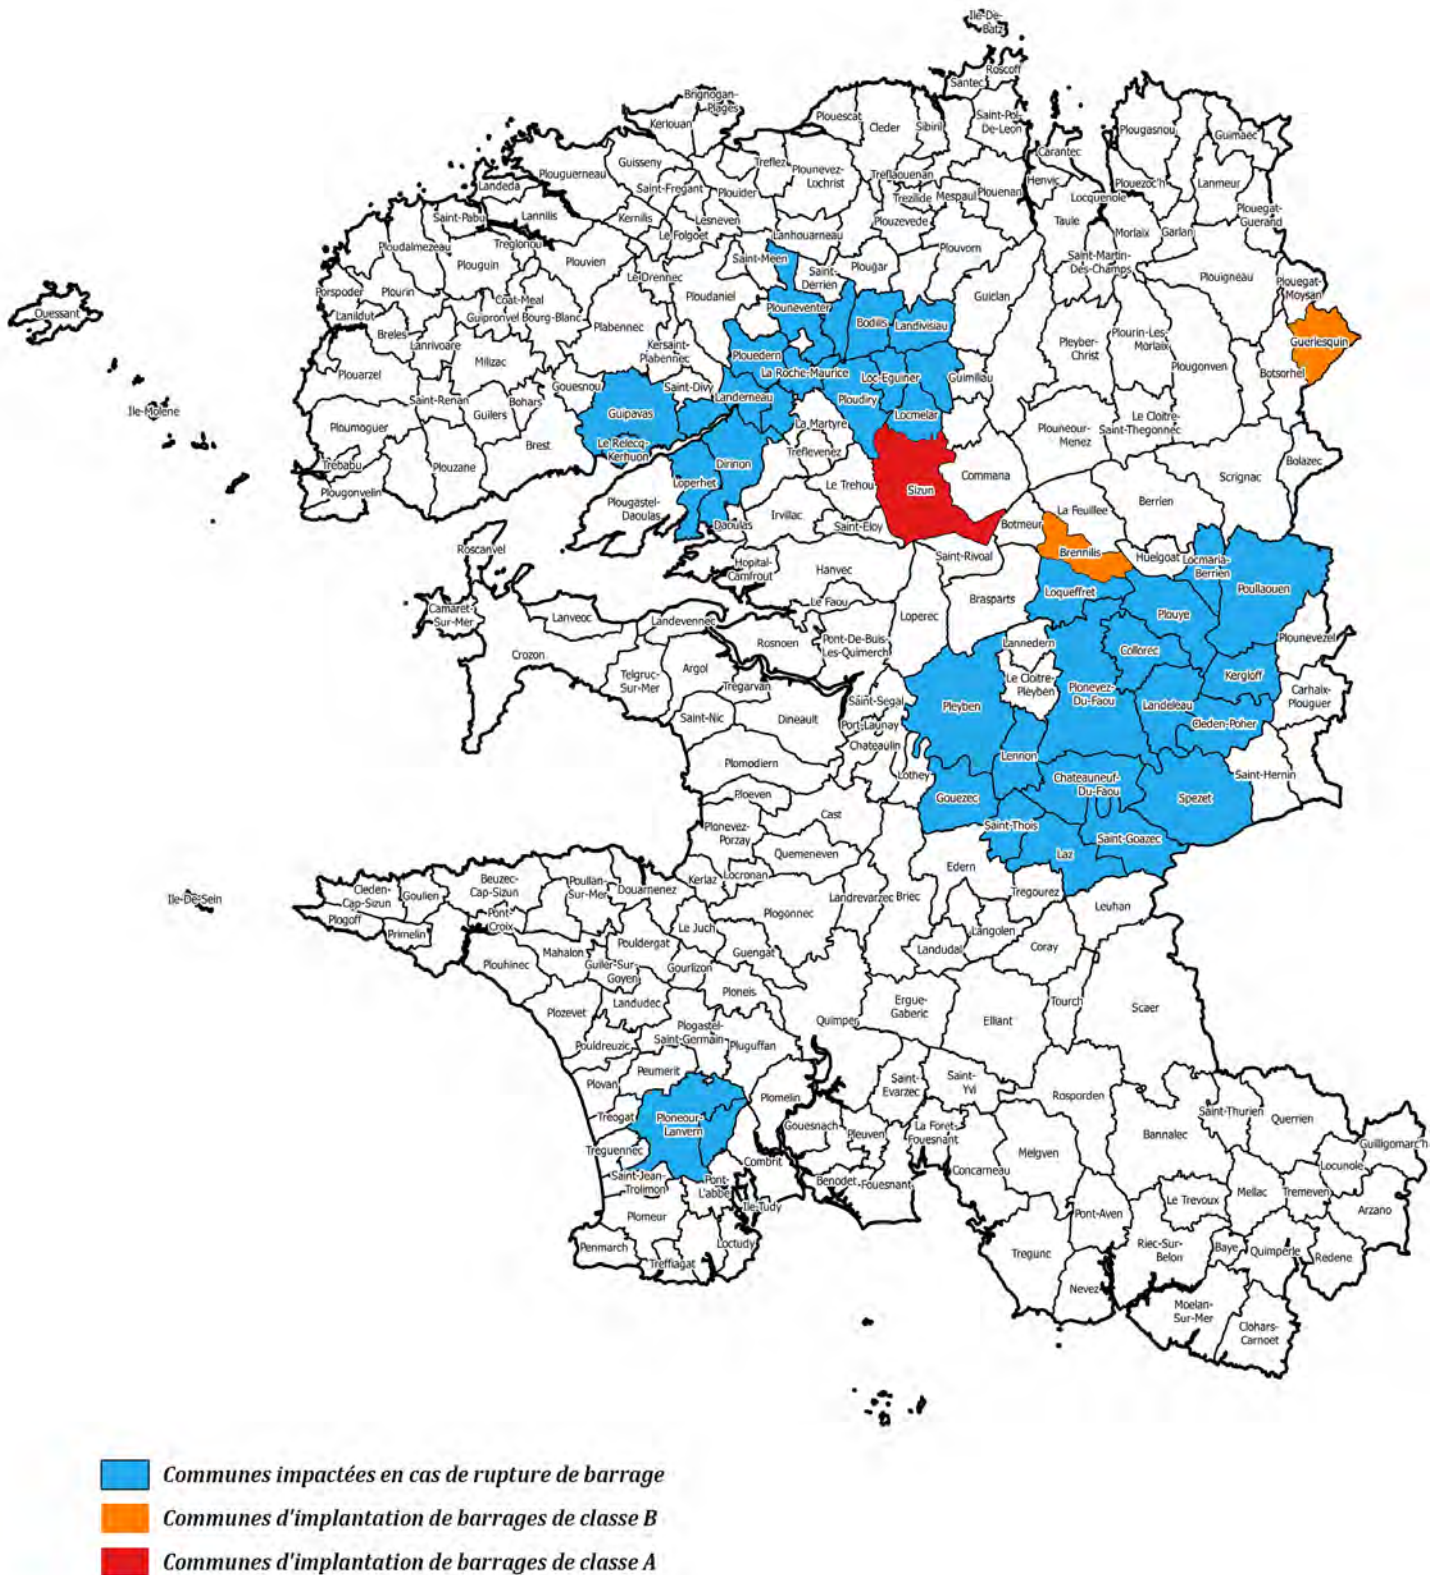 Ile-De-
Batz
Roscoff
Santec
Brignogan-
Plages
Plouescat
Cleder
Sibiril
Saint-Pol-
De-Leon
Plougasnou
Guimaec
Kerlouan
Carantec
Guisseny
Treflez
Plounevez-
Lochrist
Treflaouenan
Henvic
Plouezoc'h
Lanmeur
Plouguerneau
Landeda
Saint-Fregant
Plouider
Trezilide
Mespaul
Plouenan
Locquenole
Plouegat-
Guerand
Saint-Pabu
Lannilis
Kernilis
Lesneven
Plouzevede
Taule
Morlaix
Garlan
Le Folgoet
Lanhouarneau
Ploudalmezeau
Treglonou
Plouvien
Saint-Meen
Saint-
Derrien
Plougar
Plouvorn
Saint-Martin-
Des-Champs
Plouigneau
Plouguin
Le Drennec
Ploudaniel
Guiclan
Plouegat-
Moysan
Porspoder
Plourin
Coat-Meal
Ouessant
Lanildut
Guipronvel
Bourg-Blanc
Plabennec
Plouneventer
Bodilis
Landivisiau
Breles
Lanrivoare
Kersaint-
Plabennec
Plouedern
Pleyber-
Christ
Plourin-Les-
Morlaix
Guerlesquin
Milizac
Plougonven
Botsorhel
Plouarzel
Gouesnou
Saint-Divy
La Roche-Maurice
Loc-Eguiner
Guimiliau
Saint-Renan
Bohars
Landerneau
Ploudiry
Ile-Molene
Guilers
Guipavas
Locmelar
Le Cloitre-
Saint-Thegonnec
Ploumoguer
Brest
Le Relecq-
Kerhuon
La Martyre
Plouneour-
Menez
Trebabu
Plouzane
Dirinon
Treflevenez
Bolazec
Plougonvelin
Loperhet
Le Trehou
Sizun
Commana
Scrignac
Plougastel-
Daoulas
Berrien
Irvillac
La Feuillee
Daoulas
Saint-Eloy
Botmeur
Roscanvel
Saint-Rivoal
Brennilis
Huelgoat
Locmaria-
Berrien
Hopital-
Camfrout
Hanvec
Loqueffret
Poullaouen
Le Faou
Brasparts
Camaret-
Sur-Mer
Lanveoc
Landevennec
Loperec
Plouye
Rosnoen
Pont-De-Buis-
Les-Quimerch
Lannedern
Collorec
Plounevezel
Crozon
Telgruc-
Sur-Mer
Argol
Tregarvan
Le Cloitre-
Pleyben
Plonevez-
Du-Faou
Kergloff
Carhaix-
Plouguer
Saint-Segal
Pleyben
Landeleau
Saint-Nic
Dineault
Port-Launay
Cleden-Poher
Chateaulin
Plomodiern
Lothey
Lennon
Chateauneuf-
Du-Faou
Saint-Hernin
Ploeven
Gouezec
Spezet
Cast
Plonevez-
Porzay
Saint-Thois
Saint-Goazec
Quemeneven
Laz
Edern
Locronan
Kerlaz
Beuzec-
Cap-Sizun
Poullan-
Sur-Mer
Douarnenez
Tregourez
Cleden-
Cap-Sizun
Goulien
Landrevarzec
Briec
Leuhan
Ile-De-Sein
Plogoff
Pont-
Croix
Plogonnec
Primelin
Le Juch
Langolen
Pouldergat
Guengat
Landudal
Coray
Mahalon
Plouhinec
Guiler-Sur-
Goyen
Gourlizon
Ploneis
Tourch
Scaer
Landudec
Ergue-
Gaberic
Plozevet
Quimper
Elliant
Plogastel-
Saint-Germain
Pouldreuzic
Pluguffan
Peumerit
Saint-
Evarzec
Saint-
Yvi
Plovan
Plomelin
Rosporden
Treogat
Ploneour-
Lanvern
Saint-Thurien
Querrien
Gouesnach
Pleuven
La Foret-
Fouesnant
Bannalec
Guilligomarc'h
Treguennec
Melgven
Locunole
Combrit
Concarneau
Saint-Jean-
Trolimon
Pont-
L'abbe
Benodet
Fouesnant
Mellac
Tremeven
Le Trevoux
Ile-Tudy
Arzano
Plomeur
Pont-Aven
Penmarch
Loctudy
Riec-Sur-
Belon
Baye
Quimperle
Redene
Treffiagat
Tregunc
Nevez
Moelan-
Sur-Mer
Clohars-
Carnoet
Communes impactées en cas de rupture de barrage
Communes d'implantation de barrages de classe B
Communes d'implantation de barrages de classe A